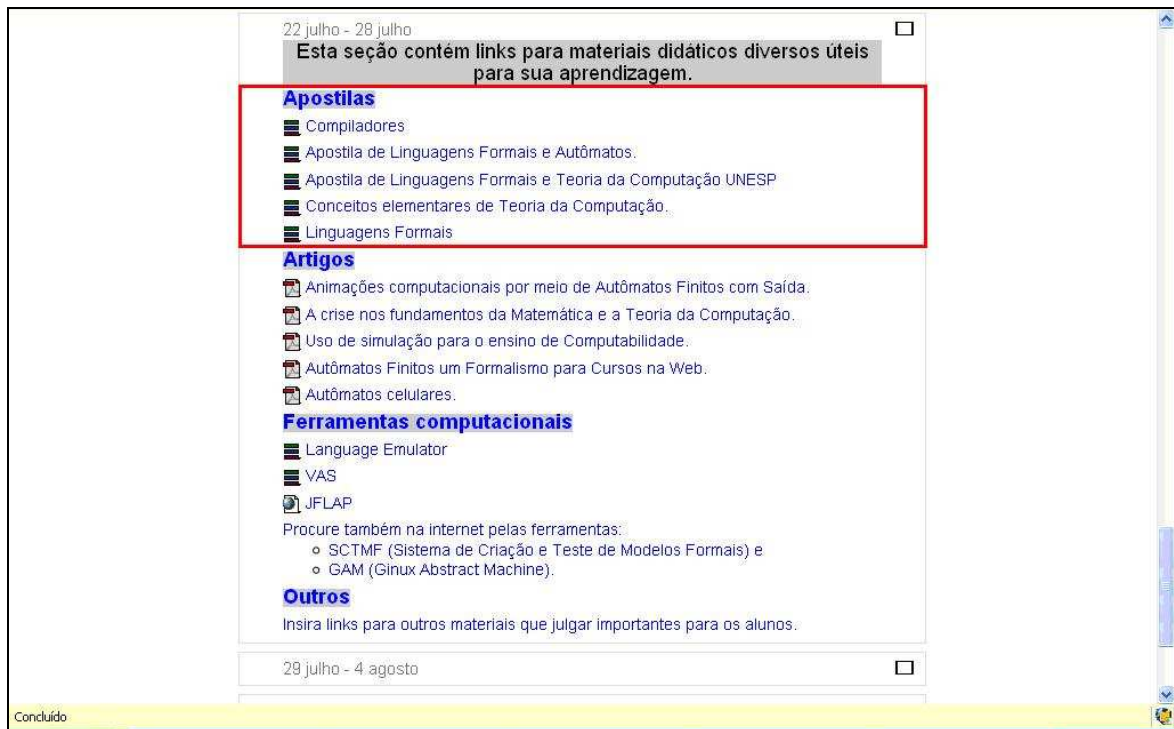 22 julho - 28 julho
Esta seção contém links para materiais didáticos diversos úteis
para sua aprendizagem.
Apostilas
Compiladores
Apostila de Linguagens Formais e Autômatos.
Apostila de Linguagens Formais e Teoria da Computação UNESP
Conceitos elementares de Teoria da Computação.
Linguagens Formais
Artigos
Animações computacionais por meio de Autômatos Finitos com Saída.
A crise nos fundamentos da Matemática e a Teoria da Computação.
Uso de simulação para o ensino de Computabilidade.
Autômatos Finitos um Formalismo para Cursos na Web.
Autômatos celulares.
Ferramentas computacionais
Language Emulator
VAS
JFLAP
Procure também na internet pelas ferramentas:
SCTMF (Sistema de Criação e Teste de Modelos Formais) e
GAM (Ginux Abstract Machine).
Outros
Insira links para outros materiais que julgar importantes para os alunos.
29 julho - 4 agosto
Concluído